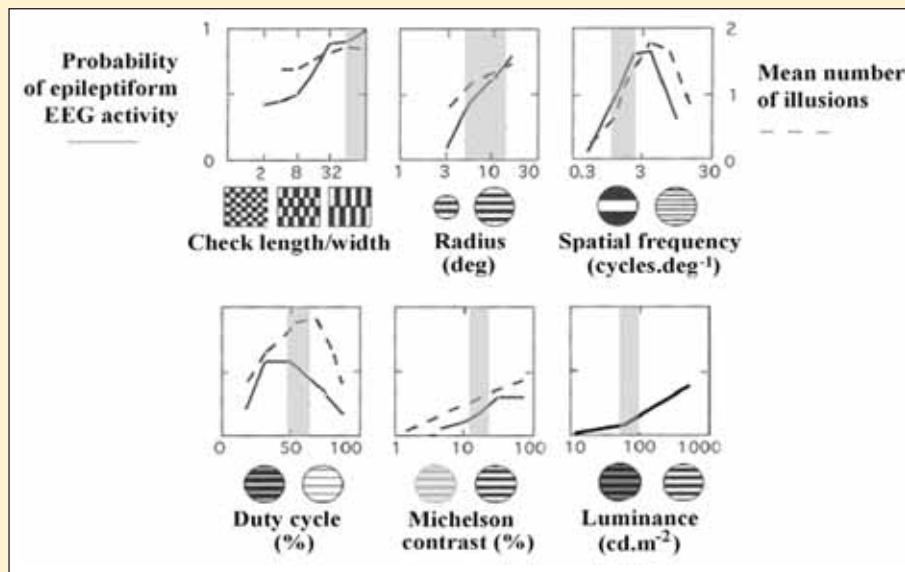 Probability
of epileptiform
EEG activity
Mean number
of illusions
1
0
2 8 32
Check length/width
1 3 10 30
Radius
(deg)
2
1
0
0.3 3 30
Spatial frequency
(cycles.deg-1)
0 50 100
Duty cycle
(%)
1 10 100
Michelson
contrast (%)
10 100 1000
Luminance
(cd.m-2)